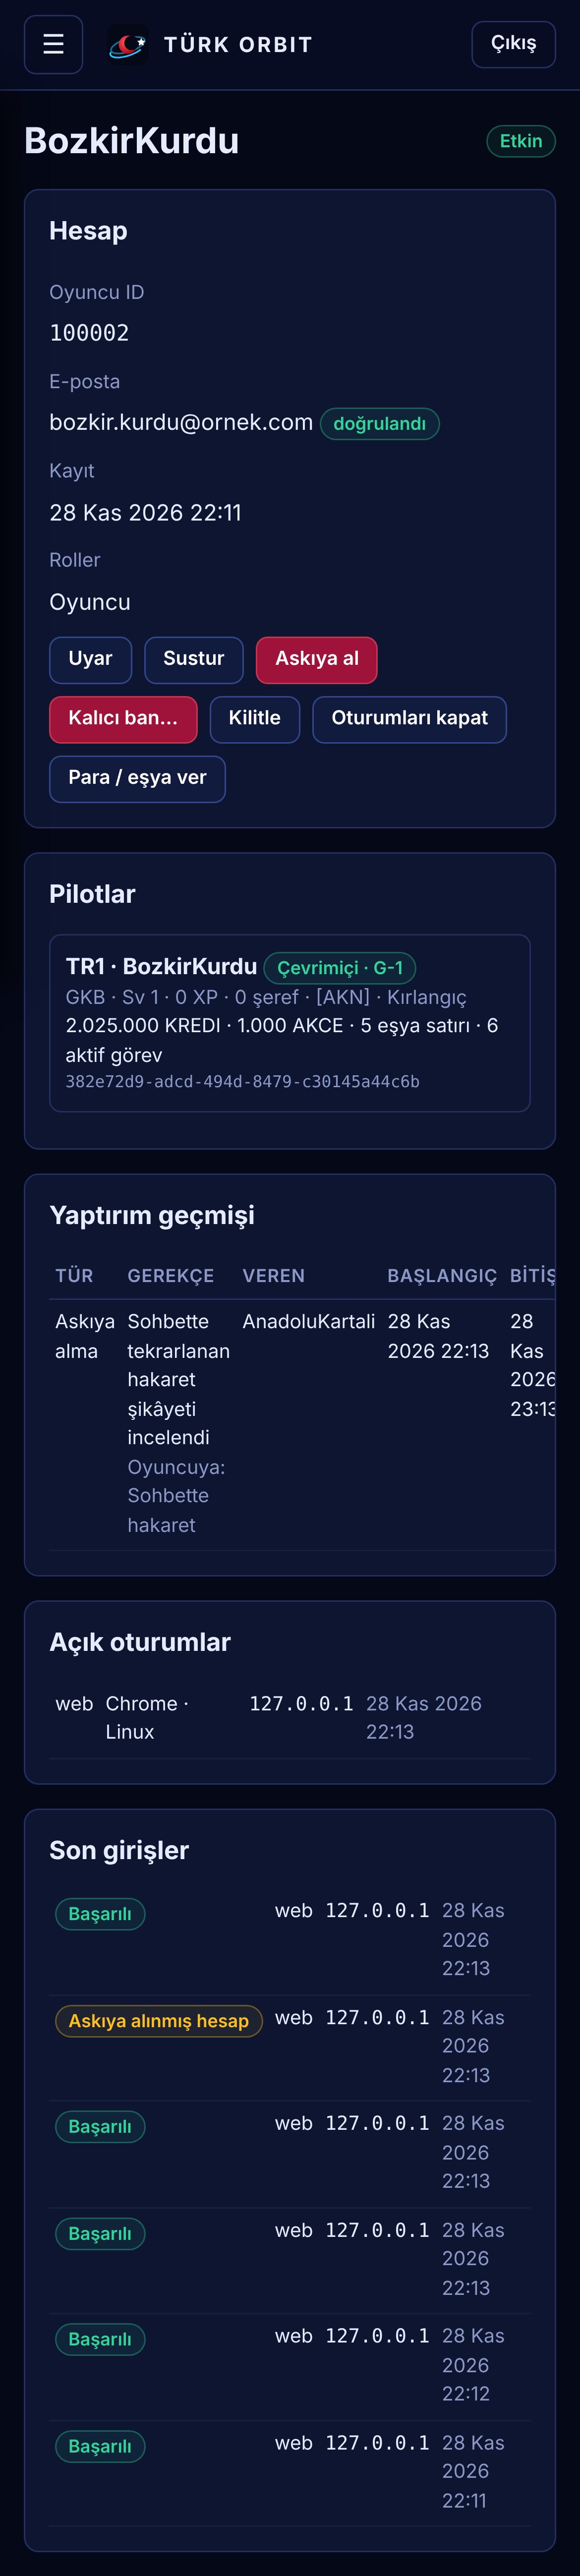 ☰ TÜRK ORBIT Çıkış
BozkirKurdu Etkin
Hesap
Oyuncu ID
100002
E-posta
bozkir.kurdu@ornek.com doğrulandı
Kayıt
28 Kas 2026 22:11
Roller
Oyuncu
Uyar Sustur Askıya al
Kalıcı ban... Kilitle Oturumları kapat
Para / eşya ver
Pilotlar
TR1 · BozkirKurdu Çevrimiçi · G-1
GKB · Sv 1 · 0 XP · 0 şeref · [AKN] · Kırlangıç
2.025.000 KREDI · 1.000 AKCE · 5 eşya satırı · 6
aktif görev
382e72d9-adcd-494d-8479-c30145a44c6b
Yaptırım geçmişi
TÜR GEREKÇE VEREN BAŞLANGIÇ BİTİŞ
Askıya Sohbette AnadoluKartali 28 Kas 28
alma tekrarlanan 2026 22:13 Kas
hakaret 2026
şikâyeti 23:13
incelendi
Oyuncuya:
Sohbette
hakaret
Açık oturumlar
web Chrome · 127.0.0.1 28 Kas 2026
Linux 22:13
Son girişler
Başarılı web 127.0.0.1 28 Kas
2026
22:13
Askıya alınmış hesap web 127.0.0.1 28 Kas
2026
22:13
Başarılı web 127.0.0.1 28 Kas
2026
22:13
Başarılı web 127.0.0.1 28 Kas
2026
22:13
Başarılı web 127.0.0.1 28 Kas
2026
22:12
Başarılı web 127.0.0.1 28 Kas
2026
22:11